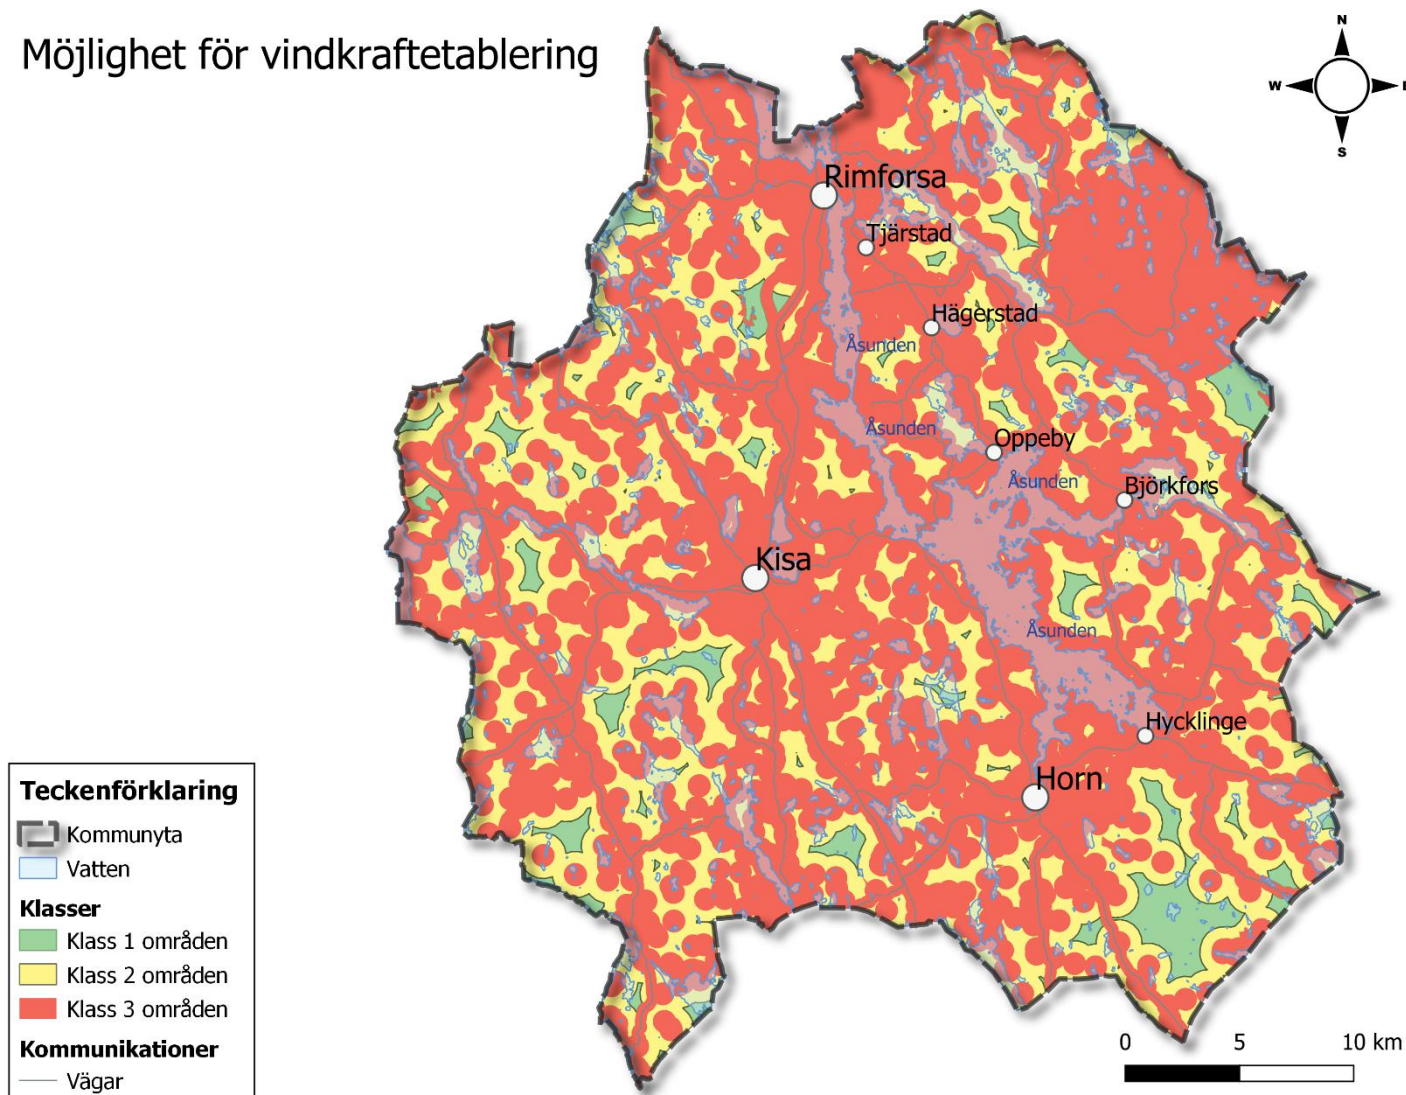 Möjlighet för vindkraftetablering
N
W
E
S
Rimforsa
Tjärstad
Hägerstad
Åsunden
Åsunden
Oppeby
Åsunden
Björkfors
Kisa
Åsunden
Hycklinge
Horn
Teckenförklaring
Kommunyta
Vatten
Klasser
Klass 1 områden
Klass 2 områden
Klass 3 områden
Kommunikationer
Vägar
0 5 10 km